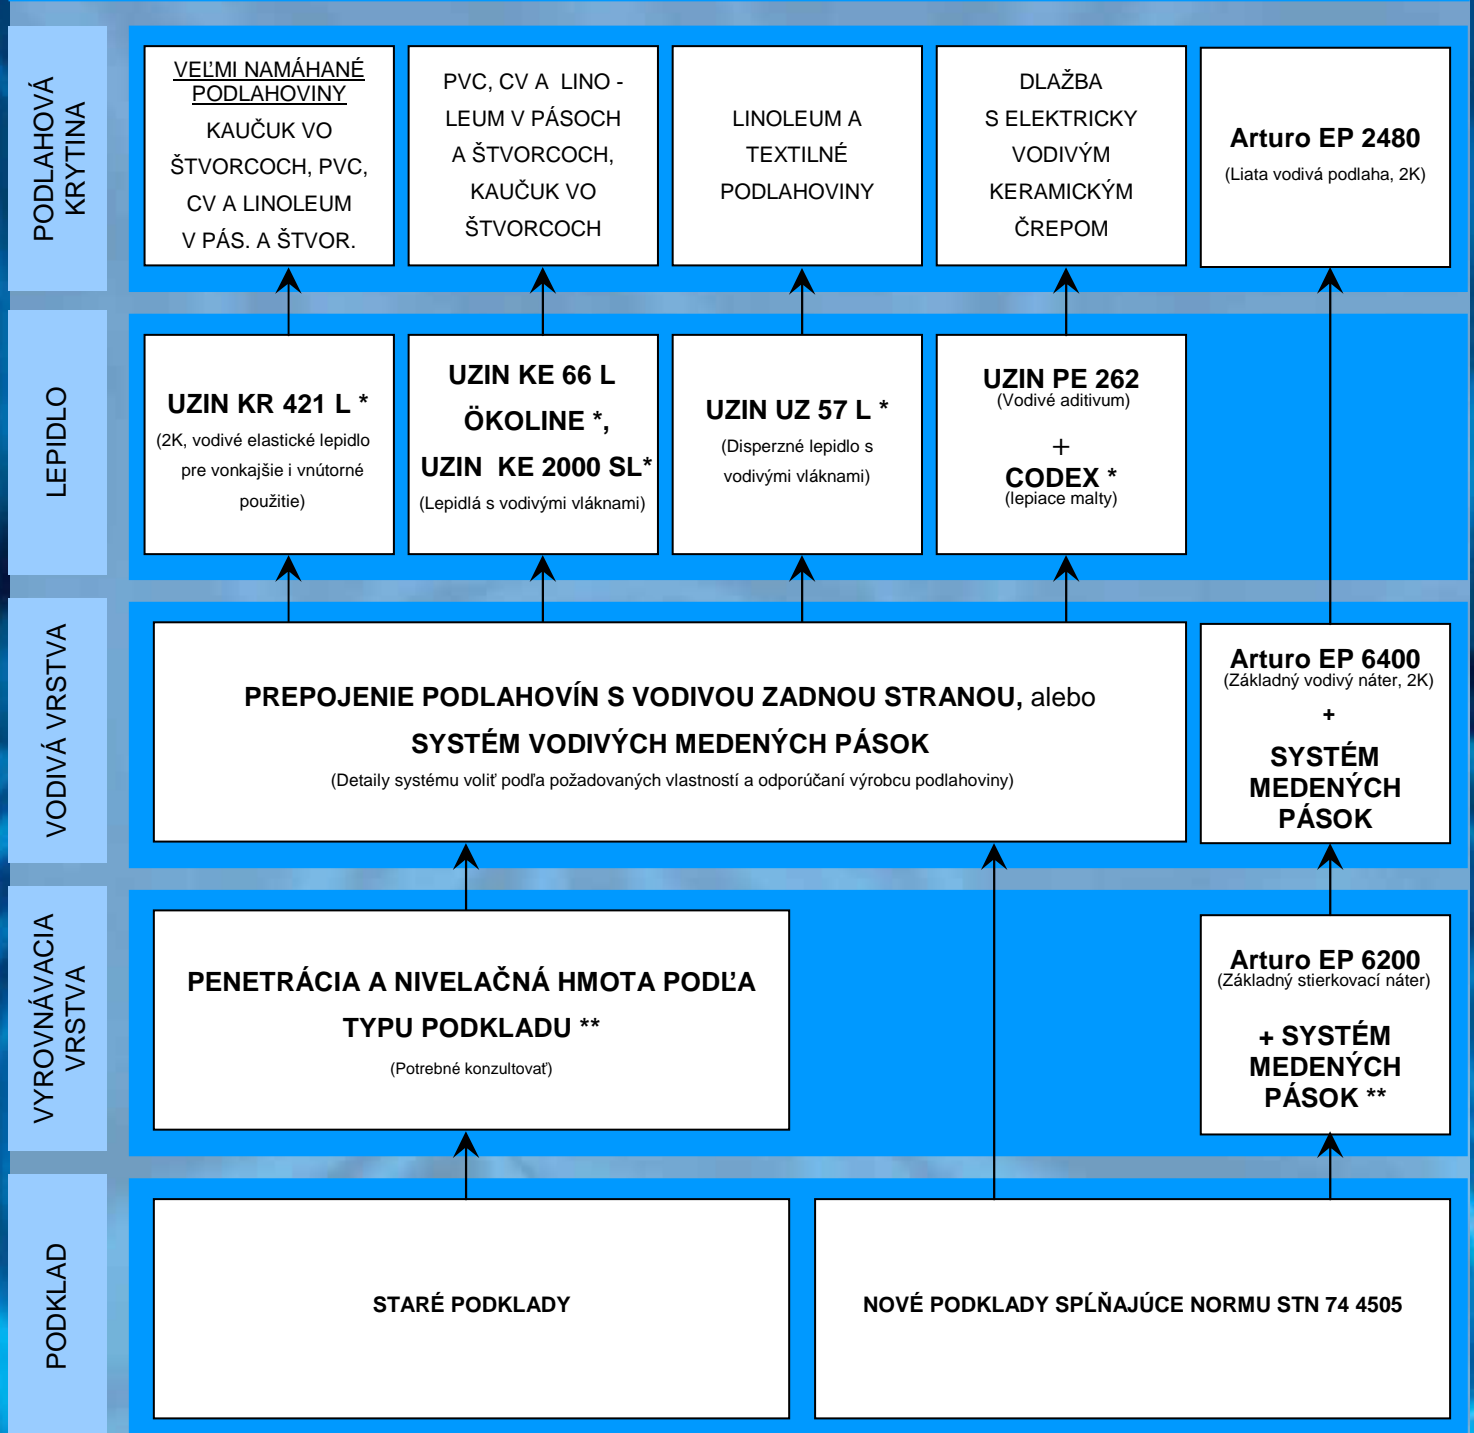 PODLAHOVÁ
KRYTINA
VEĽMI NAMÁHANÉ
PODLAHOVINY
KAUČUK VO
ŠTVORCOCH, PVC,
CV A LINOLEUM
V PÁS. A ŠTVOR.
PVC, CV A LINO -
LEUM V PÁSOCH
A ŠTVORCOCH,
KAUČUK VO
ŠTVORCOCH
LINOLEUM A
TEXTILNÉ
PODLAHOVINY
DLAŽBA
S ELEKTRICKY
VODIVÝM
KERAMICKÝM
ČREPOM
Arturo EP 2480
(Liata vodivá podlaha, 2K)
LEPIDLO
UZIN KR 421 L *
(2K, vodivé elastické lepidlo
pre vonkajšie i vnútorné
použitie)
UZIN KE 66 L
ÖKOLINE *,
UZIN KE 2000 SL*
(Lepidlá s vodivými vláknami)
UZIN UZ 57 L *
(Disperzné lepidlo s
vodivými vláknami)
UZIN PE 262
(Vodivé aditivum)
+
CODEX *
(lepiace malty)
VODIVÁ VRSTVA
PREPOJENIE PODLAHOVÍN S VODIVOU ZADNOU STRANOU, alebo
SYSTÉM VODIVÝCH MEDENÝCH PÁSOK
(Detaily systému voliť podľa požadovaných vlastností a odporúčaní výrobcu podlahoviny)
Arturo EP 6400
(Základný vodivý náter, 2K)
+
SYSTÉM
MEDENÝCH
PÁSOK
VYROVNÁVACIA
VRSTVA
PENETRÁCIA A NIVELAČNÁ HMOTA PODĽA
TYPU PODKLADU **
(Potrebné konzultovať)
Arturo EP 6200
(Základný stierkovací náter)
+ SYSTÉM
MEDENÝCH
PÁSOK **
PODKLAD
STARÉ PODKLADY
NOVÉ PODKLADY SPĹŇAJÚCE NORMU STN 74 4505